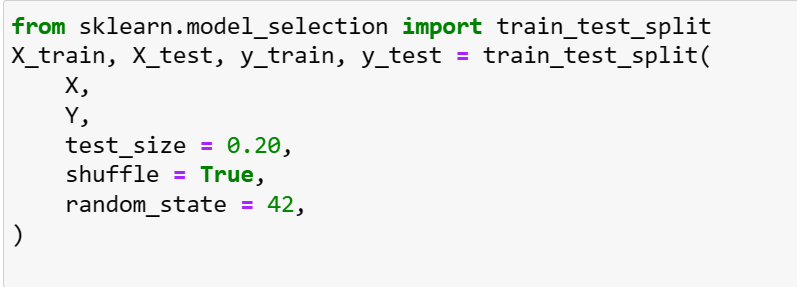 from sklearn.model_selection import train_test_split
X_train, X_test, y_train, y_test = train_test_split(
    X,
    Y,
    test_size = 0.20,
    shuffle = True,
    random_state = 42,
)